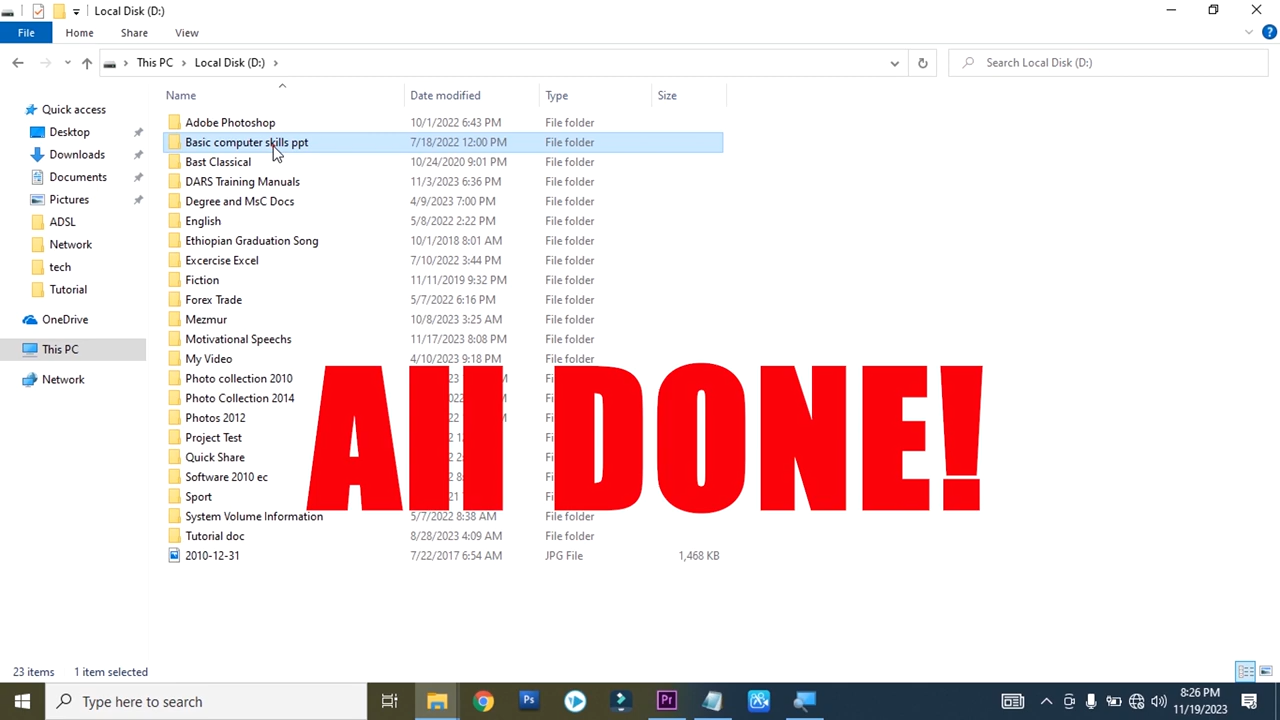 Local Disk (D:)
File Home Share View
This PC Local Disk (D:) Search Local Disk (D:)
Name Date modified Type Size
Quick access
Desktop
Downloads
Documents
Pictures
ADSL
Network
tech
Tutorial
OneDrive
This PC
Network
Adobe Photoshop 10/1/2022 6:43 PM File folder
Basic computer skills ppt 7/18/2022 12:00 PM File folder
Bast Classical 10/24/2020 9:01 PM File folder
DARS Training Manuals 11/3/2023 6:36 PM File folder
Degree and MsC Docs 4/9/2023 7:00 PM File folder
English 5/8/2022 2:22 PM File folder
Ethiopian Graduation Song 10/1/2018 8:01 AM File folder
Excercise Excel 7/10/2022 3:44 PM File folder
Fiction 11/11/2019 9:32 PM File folder
Forex Trade 5/7/2022 6:16 PM File folder
Mezmur 10/8/2023 3:25 AM File folder
Motivational Speechs 11/17/2023 8:08 PM File folder
My Video 4/10/2023 9:18 PM File folder
Photo collection 2010
Photo Collection 2014
Photos 2012
Project Test
Quick Share
Software 2010 ec
Sport
System Volume Information 5/7/2022 8:38 AM File folder
Tutorial doc 8/28/2023 4:09 AM File folder
2010-12-31 7/22/2017 6:54 AM JPG File 1,468 KB
All DONE!
23 items 1 item selected
Type here to search
Ps
Pr
8:26 PM
11/19/2023